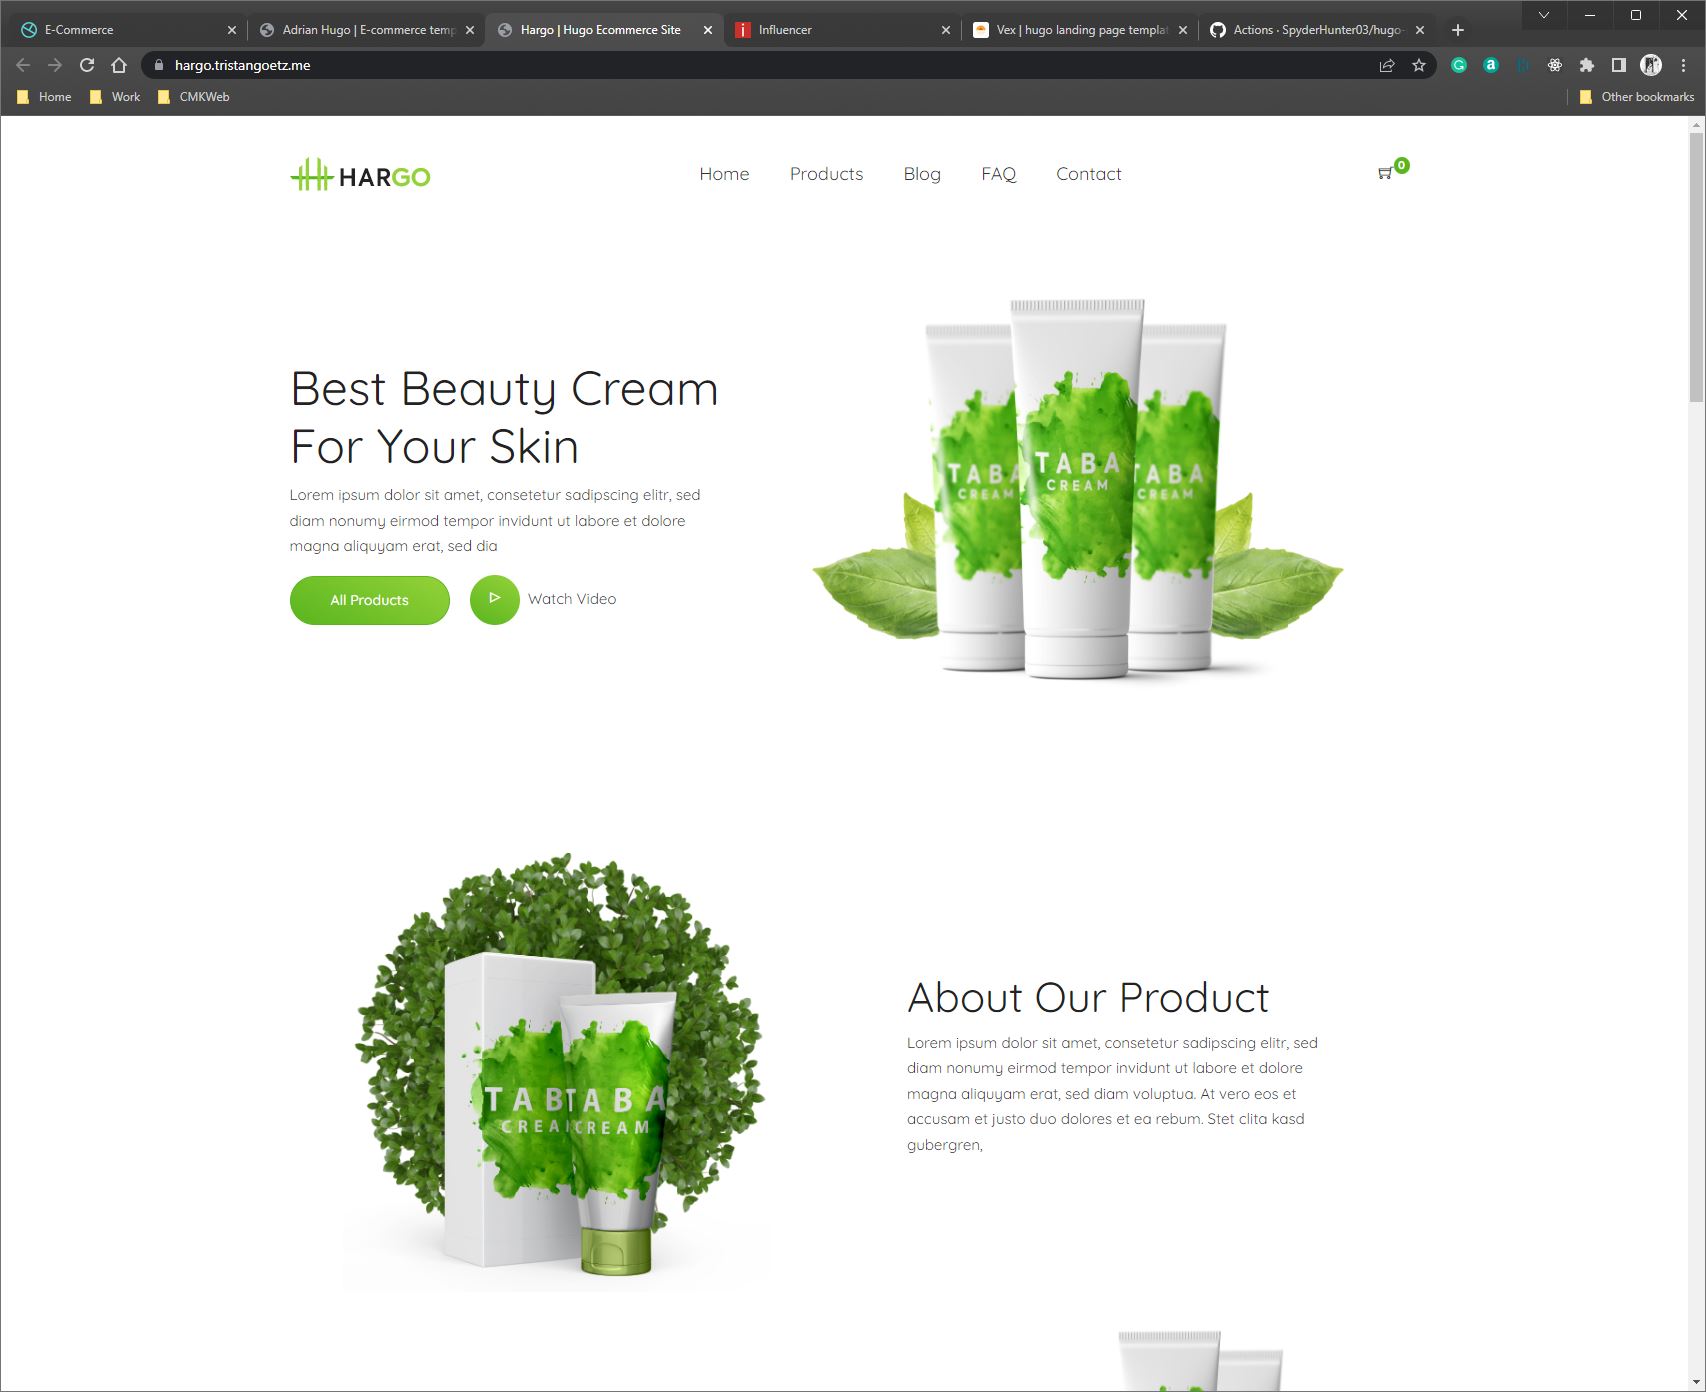 E-Commerce
Adrian Hugo | E-commerce temp
Hargo | Hugo Ecommerce Site
Influencer
Vex | hugo landing page templat
Actions · SpyderHunter03/hugo-
hargo.tristangoetz.me
Home
Work
CMKWeb
Other bookmarks
HARGO
Home
Products
Blog
FAQ
Contact
0
Best Beauty Cream
For Your Skin
Lorem ipsum dolor sit amet, consetetur sadipscing elitr, sed
diam nonumy eirmod tempor invidunt ut labore et dolore
magna aliquyam erat, sed dia
All Products
Watch Video
TABA
CREAM
TABA
CREAM
TABA
CREAM
TAB
CREA
TABA
CREAM
About Our Product
Lorem ipsum dolor sit amet, consetetur sadipscing elitr, sed
diam nonumy eirmod tempor invidunt ut labore et dolore
magna aliquyam erat, sed diam voluptua. At vero eos et
accusam et justo duo dolores et ea rebum. Stet clita kasd
gubergren,